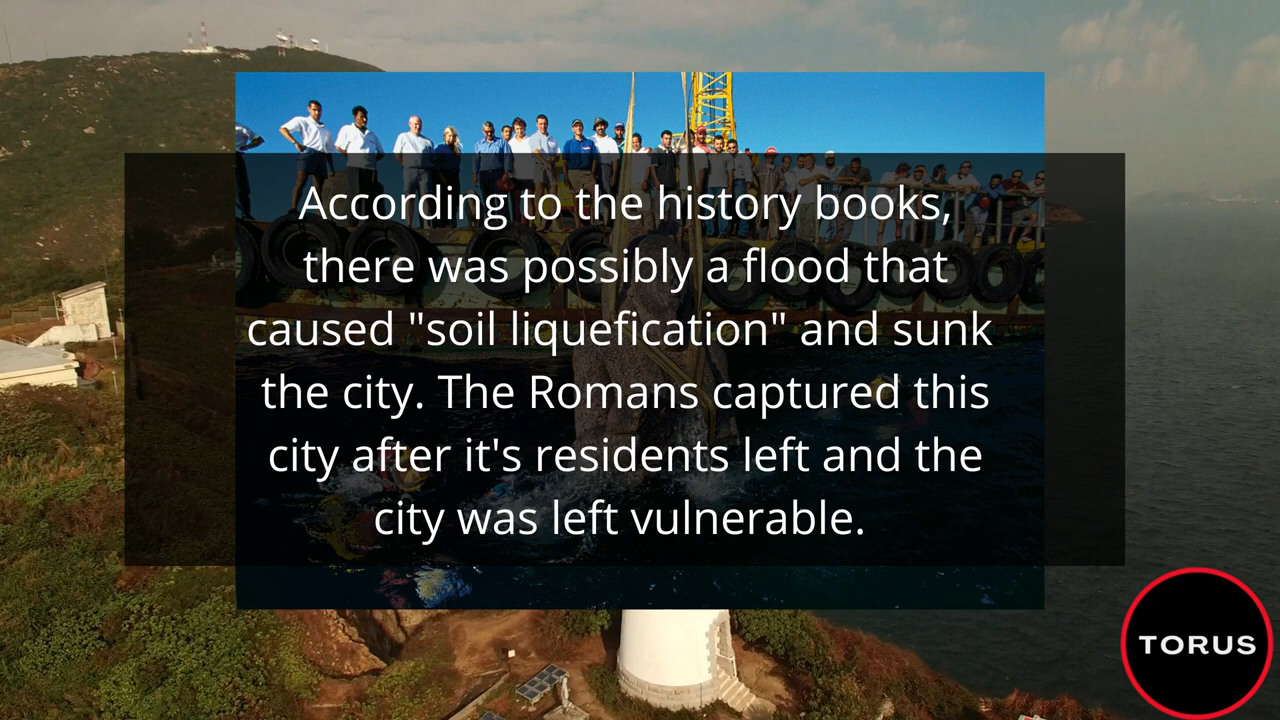 According to the history books,
there was possibly a flood that
caused "soil liquefication" and sunk
the city. The Romans captured this
city after it's residents left and the
city was left vulnerable.
TORUS